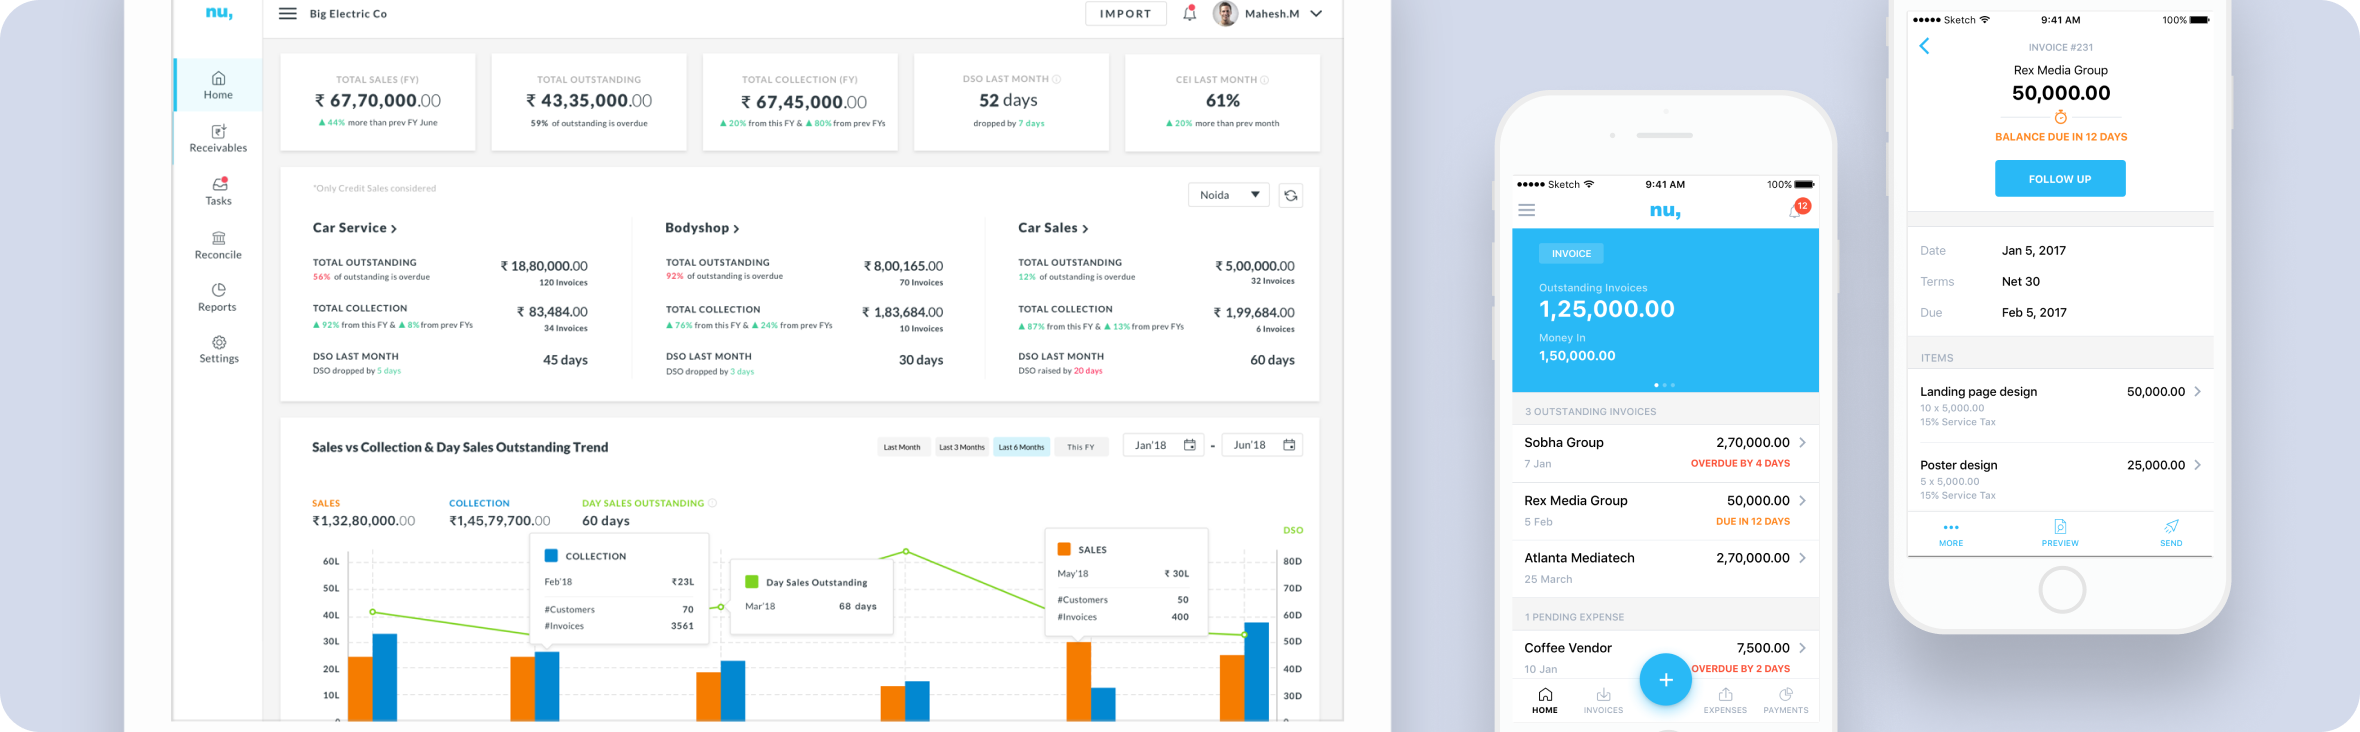 nu,
Big Electric Co
IMPORT
Mahesh.M
Home
Receivables
Tasks
Reconcile
Reports
Settings
TOTAL SALES (FY)
₹ 67,70,000.00
▲ 44% more than prev FY June
TOTAL OUTSTANDING
₹ 43,35,000.00
59% of outstanding is overdue
TOTAL COLLECTION (FY)
₹ 67,45,000.00
▲ 20% from this FY & ▲ 80% from prev FYs
DSO LAST MONTH
52 days
dropped by 7 days
CEI LAST MONTH
61%
▲ 20% more than prev month
*Only Credit Sales considered
Noida
Car Service >
TOTAL OUTSTANDING
56% of outstanding is overdue
₹ 18,80,000.00
120 Invoices
TOTAL COLLECTION
▲ 92% from this FY & ▲ 8% from prev FYs
₹ 83,484.00
34 Invoices
DSO LAST MONTH
DSO dropped by 5 days
45 days
Bodyshop >
TOTAL OUTSTANDING
92% of outstanding is overdue
₹ 8,00,165.00
70 Invoices
TOTAL COLLECTION
▲ 76% from this FY & ▲ 24% from prev FYs
₹ 1,83,684.00
10 Invoices
DSO LAST MONTH
DSO dropped by 3 days
30 days
Car Sales >
TOTAL OUTSTANDING
12% of outstanding is overdue
₹ 5,00,000.00
32 Invoices
TOTAL COLLECTION
▲ 87% from this FY & ▲ 13% from prev FYs
₹ 1,99,684.00
6 Invoices
DSO LAST MONTH
DSO raised by 20 days
60 days
Sales vs Collection & Day Sales Outstanding Trend
Last Month
Last 3 Months
Last 6 Months
This FY
Jan'18
-
Jun'18
SALES
₹1,32,80,000.00
COLLECTION
₹1,45,79,700.00
DAY SALES OUTSTANDING
60 days
DSO
60L
50L
40L
30L
20L
10L
0
80D
70D
60D
50D
40D
30D
0
COLLECTION
Feb'18 ₹23L
#Customers 70
#Invoices 3561
Day Sales Outstanding
Mar'18 68 days
SALES
May'18 ₹ 30L
#Customers 50
#Invoices 400
Sketch 9:41 AM 100%
nu,
12
INVOICE
Outstanding Invoices
1,25,000.00
Money In
1,50,000.00
3 OUTSTANDING INVOICES
Sobha Group 2,70,000.00
7 Jan OVERDUE BY 4 DAYS
Rex Media Group 50,000.00
5 Feb DUE IN 12 DAYS
Atlanta Mediatech 2,70,000.00
25 March
1 PENDING EXPENSE
Coffee Vendor 7,500.00
10 Jan OVERDUE BY 2 DAYS
+
HOME
INVOICES
EXPENSES
PAYMENTS
Sketch 9:41 AM 100%
INVOICE #231
Rex Media Group
50,000.00
BALANCE DUE IN 12 DAYS
FOLLOW UP
Date Jan 5, 2017
Terms Net 30
Due Feb 5, 2017
ITEMS
Landing page design 50,000.00
10 x 5,000.00
15% Service Tax
Poster design 25,000.00
5 x 5,000.00
15% Service Tax
MORE
PREVIEW
SEND